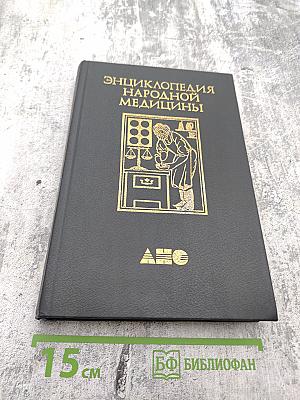 ЭНЦИКЛОПЕДИЯ
НАРОДНОЙ
МЕДИЦИНЫ
АНС
15 см
БФ БИБЛИОФАН